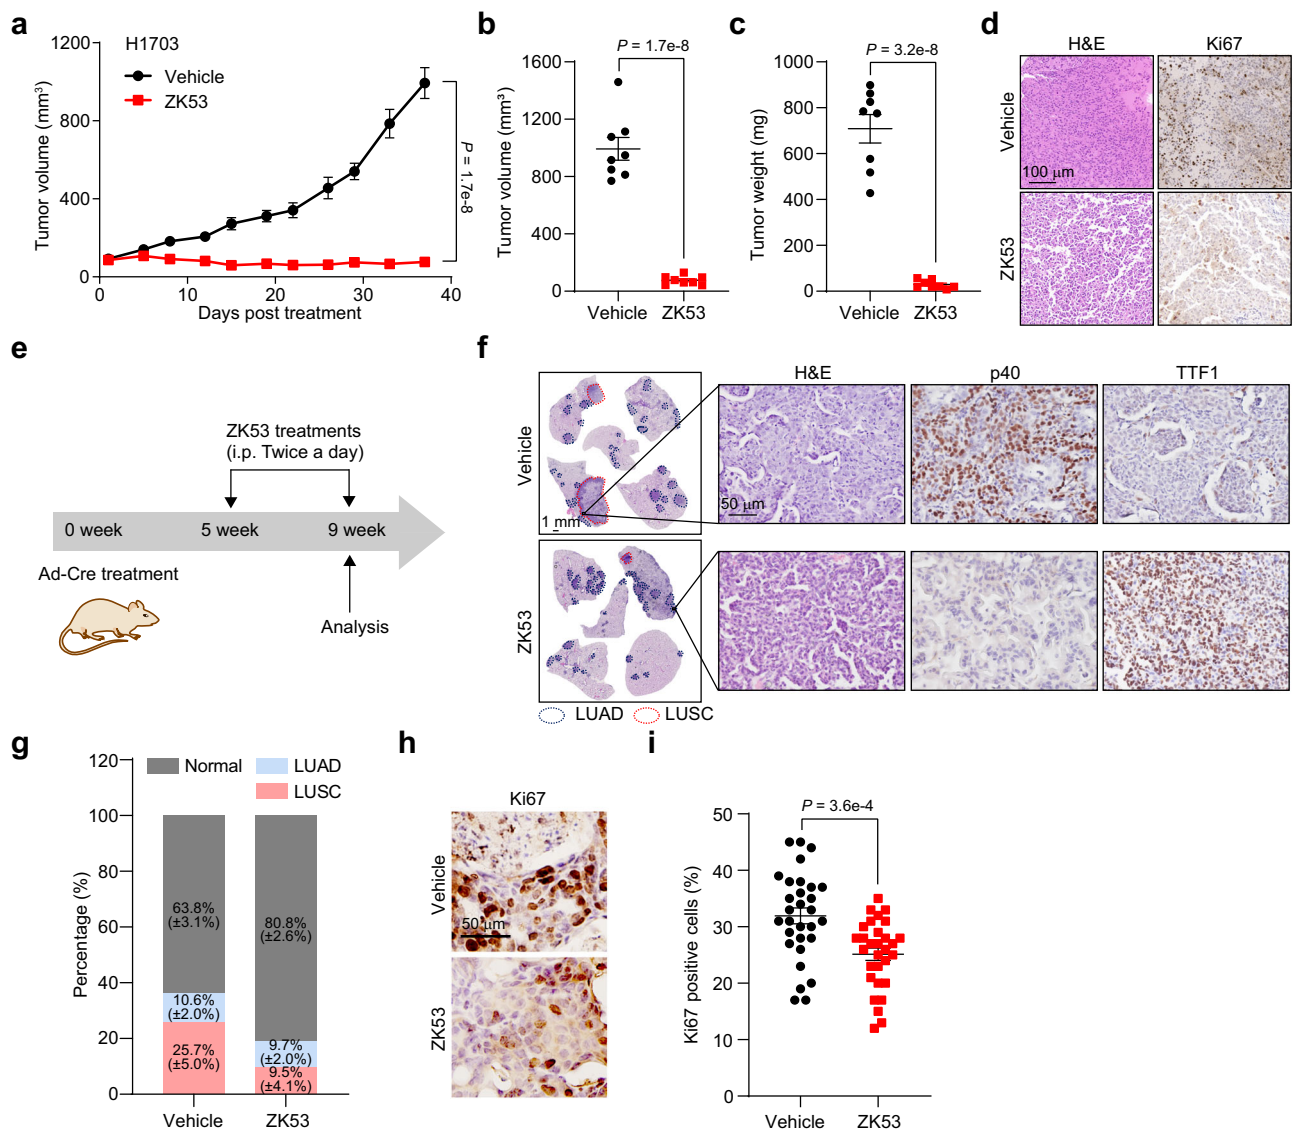 a
H1703
Vehicle
ZK53
Tumor volume (mm³)
1200
800
400
0
0
10
20
30
40
Days post treatment
P = 1.7e-8
b
P = 1.7e-8
Tumor volume (mm³)
1600
1200
800
400
0
Vehicle
ZK53
c
P = 3.2e-8
Tumor weight (mg)
1000
800
600
400
200
0
Vehicle
ZK53
d
H&E
Ki67
Vehicle
100 μm
ZK53
e
ZK53 treatments
(i.p. Twice a day)
0 week
5 week
9 week
Ad-Cre treatment
Analysis
f
H&E
p40
TTF1
Vehicle
1 mm
50 μm
ZK53
LUAD
LUSC
g
Normal
LUAD
LUSC
Percentage (%)
120
100
80
60
40
20
0
63.8%
(±3.1%)
10.6%
(±2.0%)
25.7%
(±5.0%)
80.8%
(±2.6%)
9.7%
(±2.0%)
9.5%
(±4.1%)
Vehicle
ZK53
h
Ki67
Vehicle
50 μm
ZK53
i
P = 3.6e-4
Ki67 positive cells (%)
50
40
30
20
10
0
Vehicle
ZK53